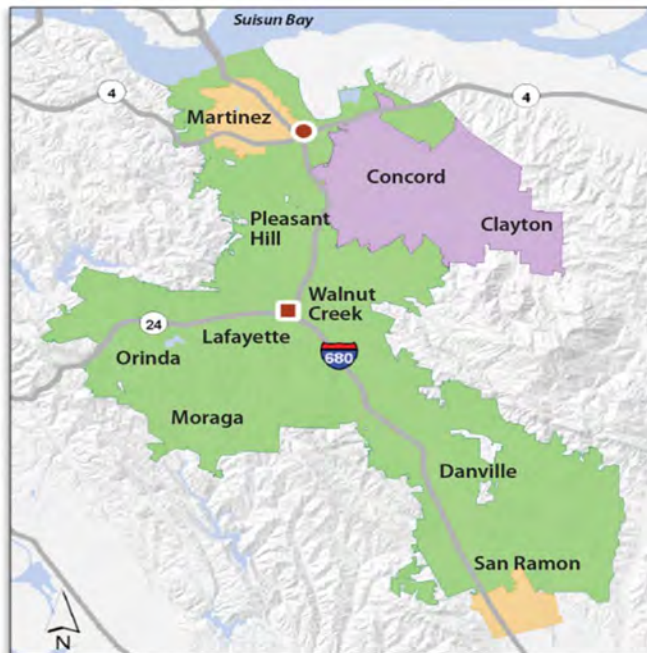 Suisun Bay
4
4
Martinez
Concord
Clayton
Pleasant
Hill
Walnut
Creek
24
Lafayette
680
Orinda
Moraga
Danville
San Ramon
N